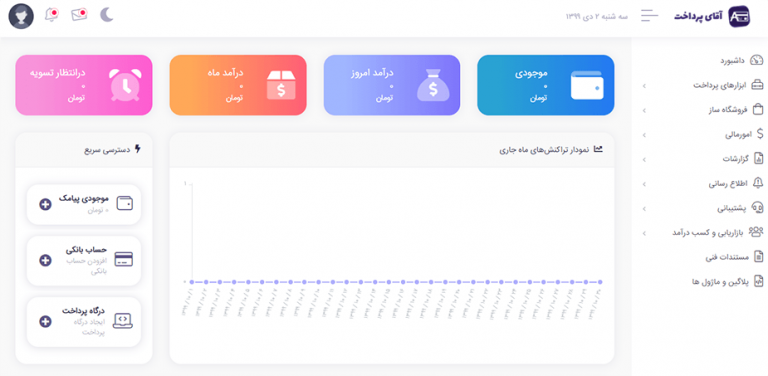 آقای پرداخت
سه شنبه ۲ دی ۱۳۹۹
داشبورد
ابزارهای پرداخت
فروشگاه ساز
امورمالی
گزارشات
اطلاع رسانی
پشتیبانی
بازاریابی و کسب درآمد
مستندات فنی
پلاگین و ماژول ها
موجودی
۰
تومان
درآمد امروز
۰
تومان
درآمد ماه
۰
تومان
درانتظار تسویه
۰
تومان
نمودار تراکنش‌های ماه جاری
دسترسی سریع
موجودی پیامک
۰ تومان
حساب بانکی
افزودن حساب
بانکی
درگاه پرداخت
ایجاد درگاه
پرداخت